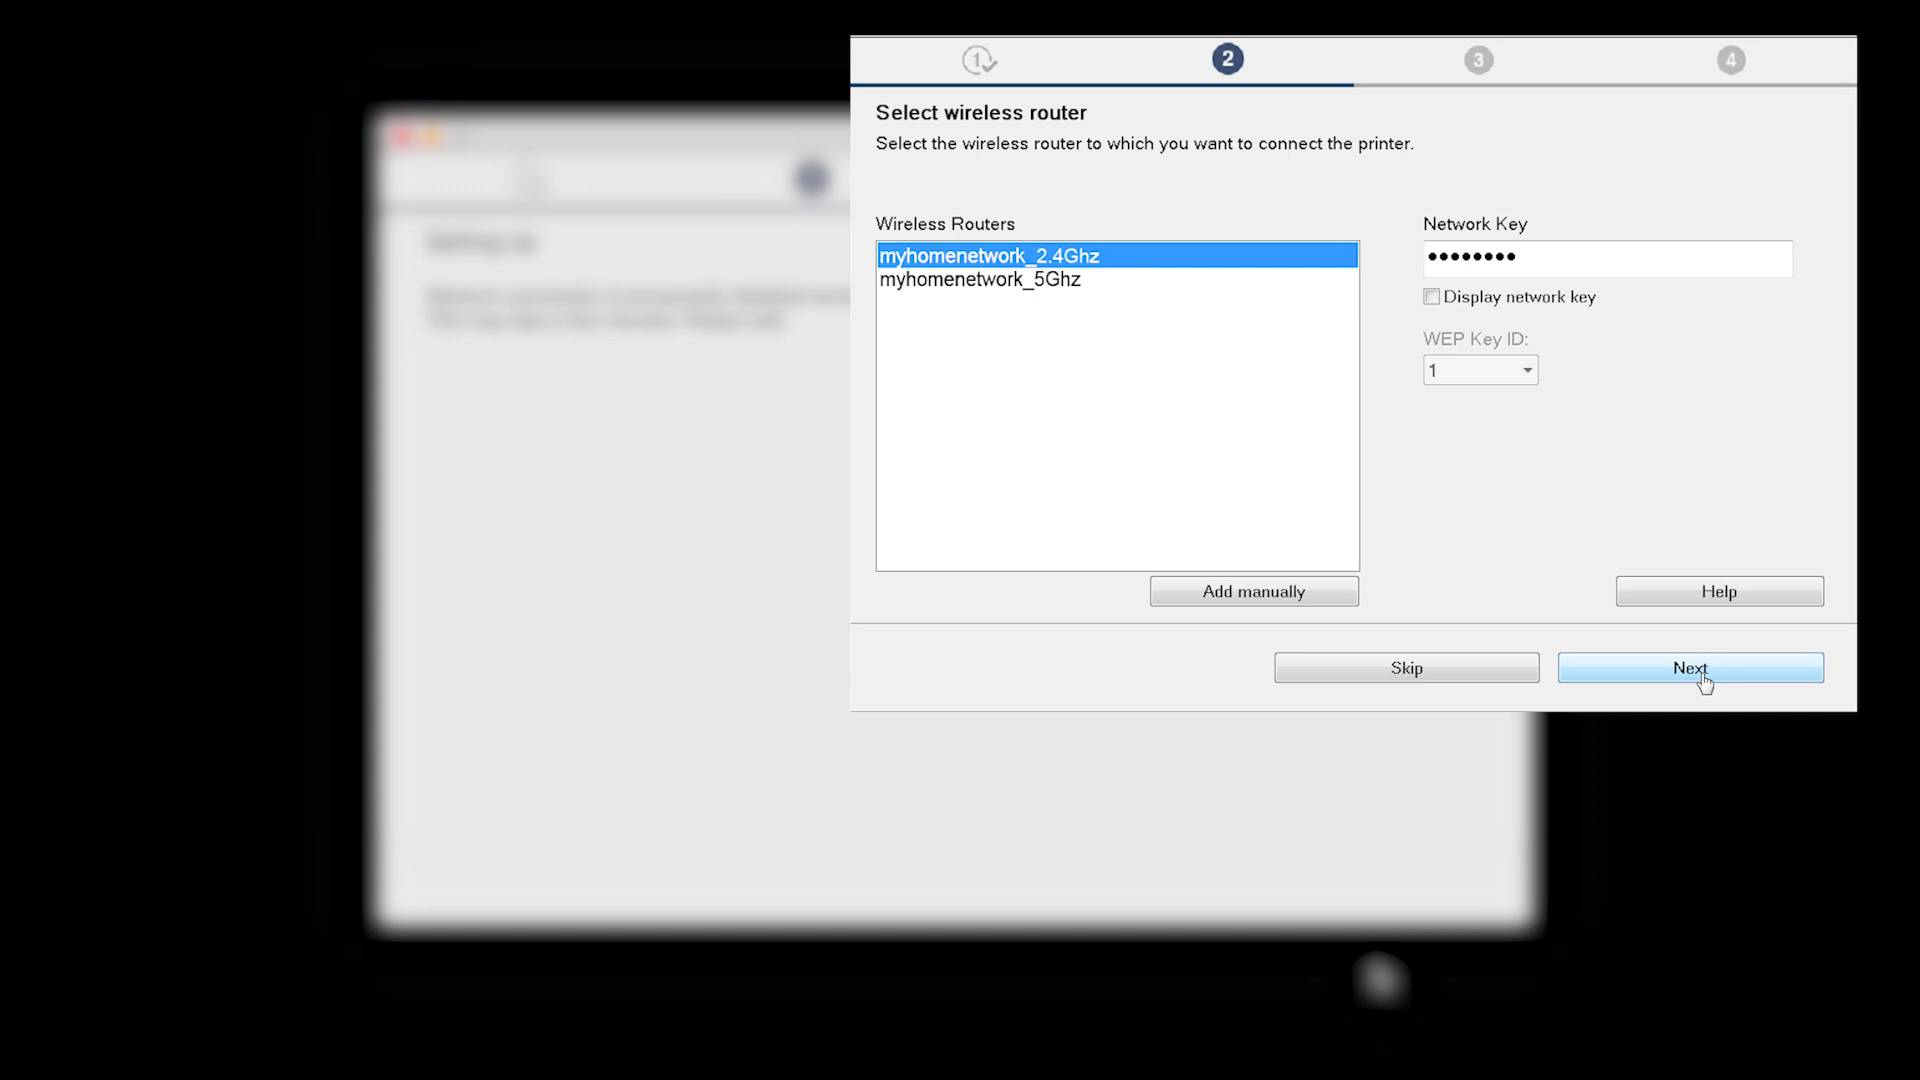 1 2 3 4
Select wireless router
Select the wireless router to which you want to connect the printer.
Wireless Routers
myhomenetwork_2.4Ghz
myhomenetwork_5Ghz
Add manually
Network Key
••••••••
Display network key
WEP Key ID:
1
Help
Skip
Next